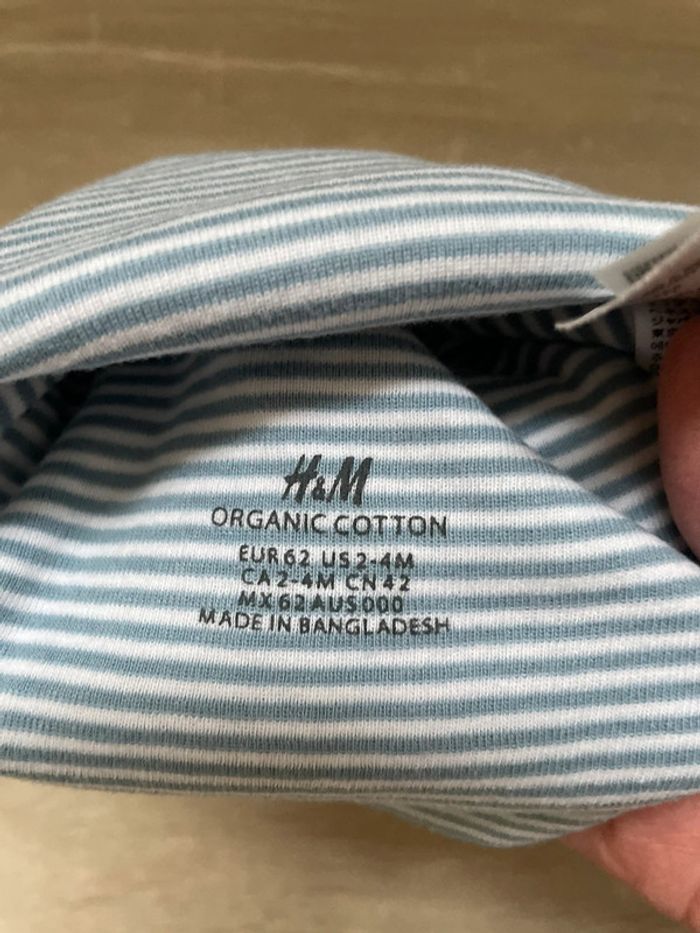 H&M
ORGANIC COTTON
EUR 62 US 2-4M
CA 2-4M CN 42
MX 62 AUS 000
MADE IN BANGLADESH